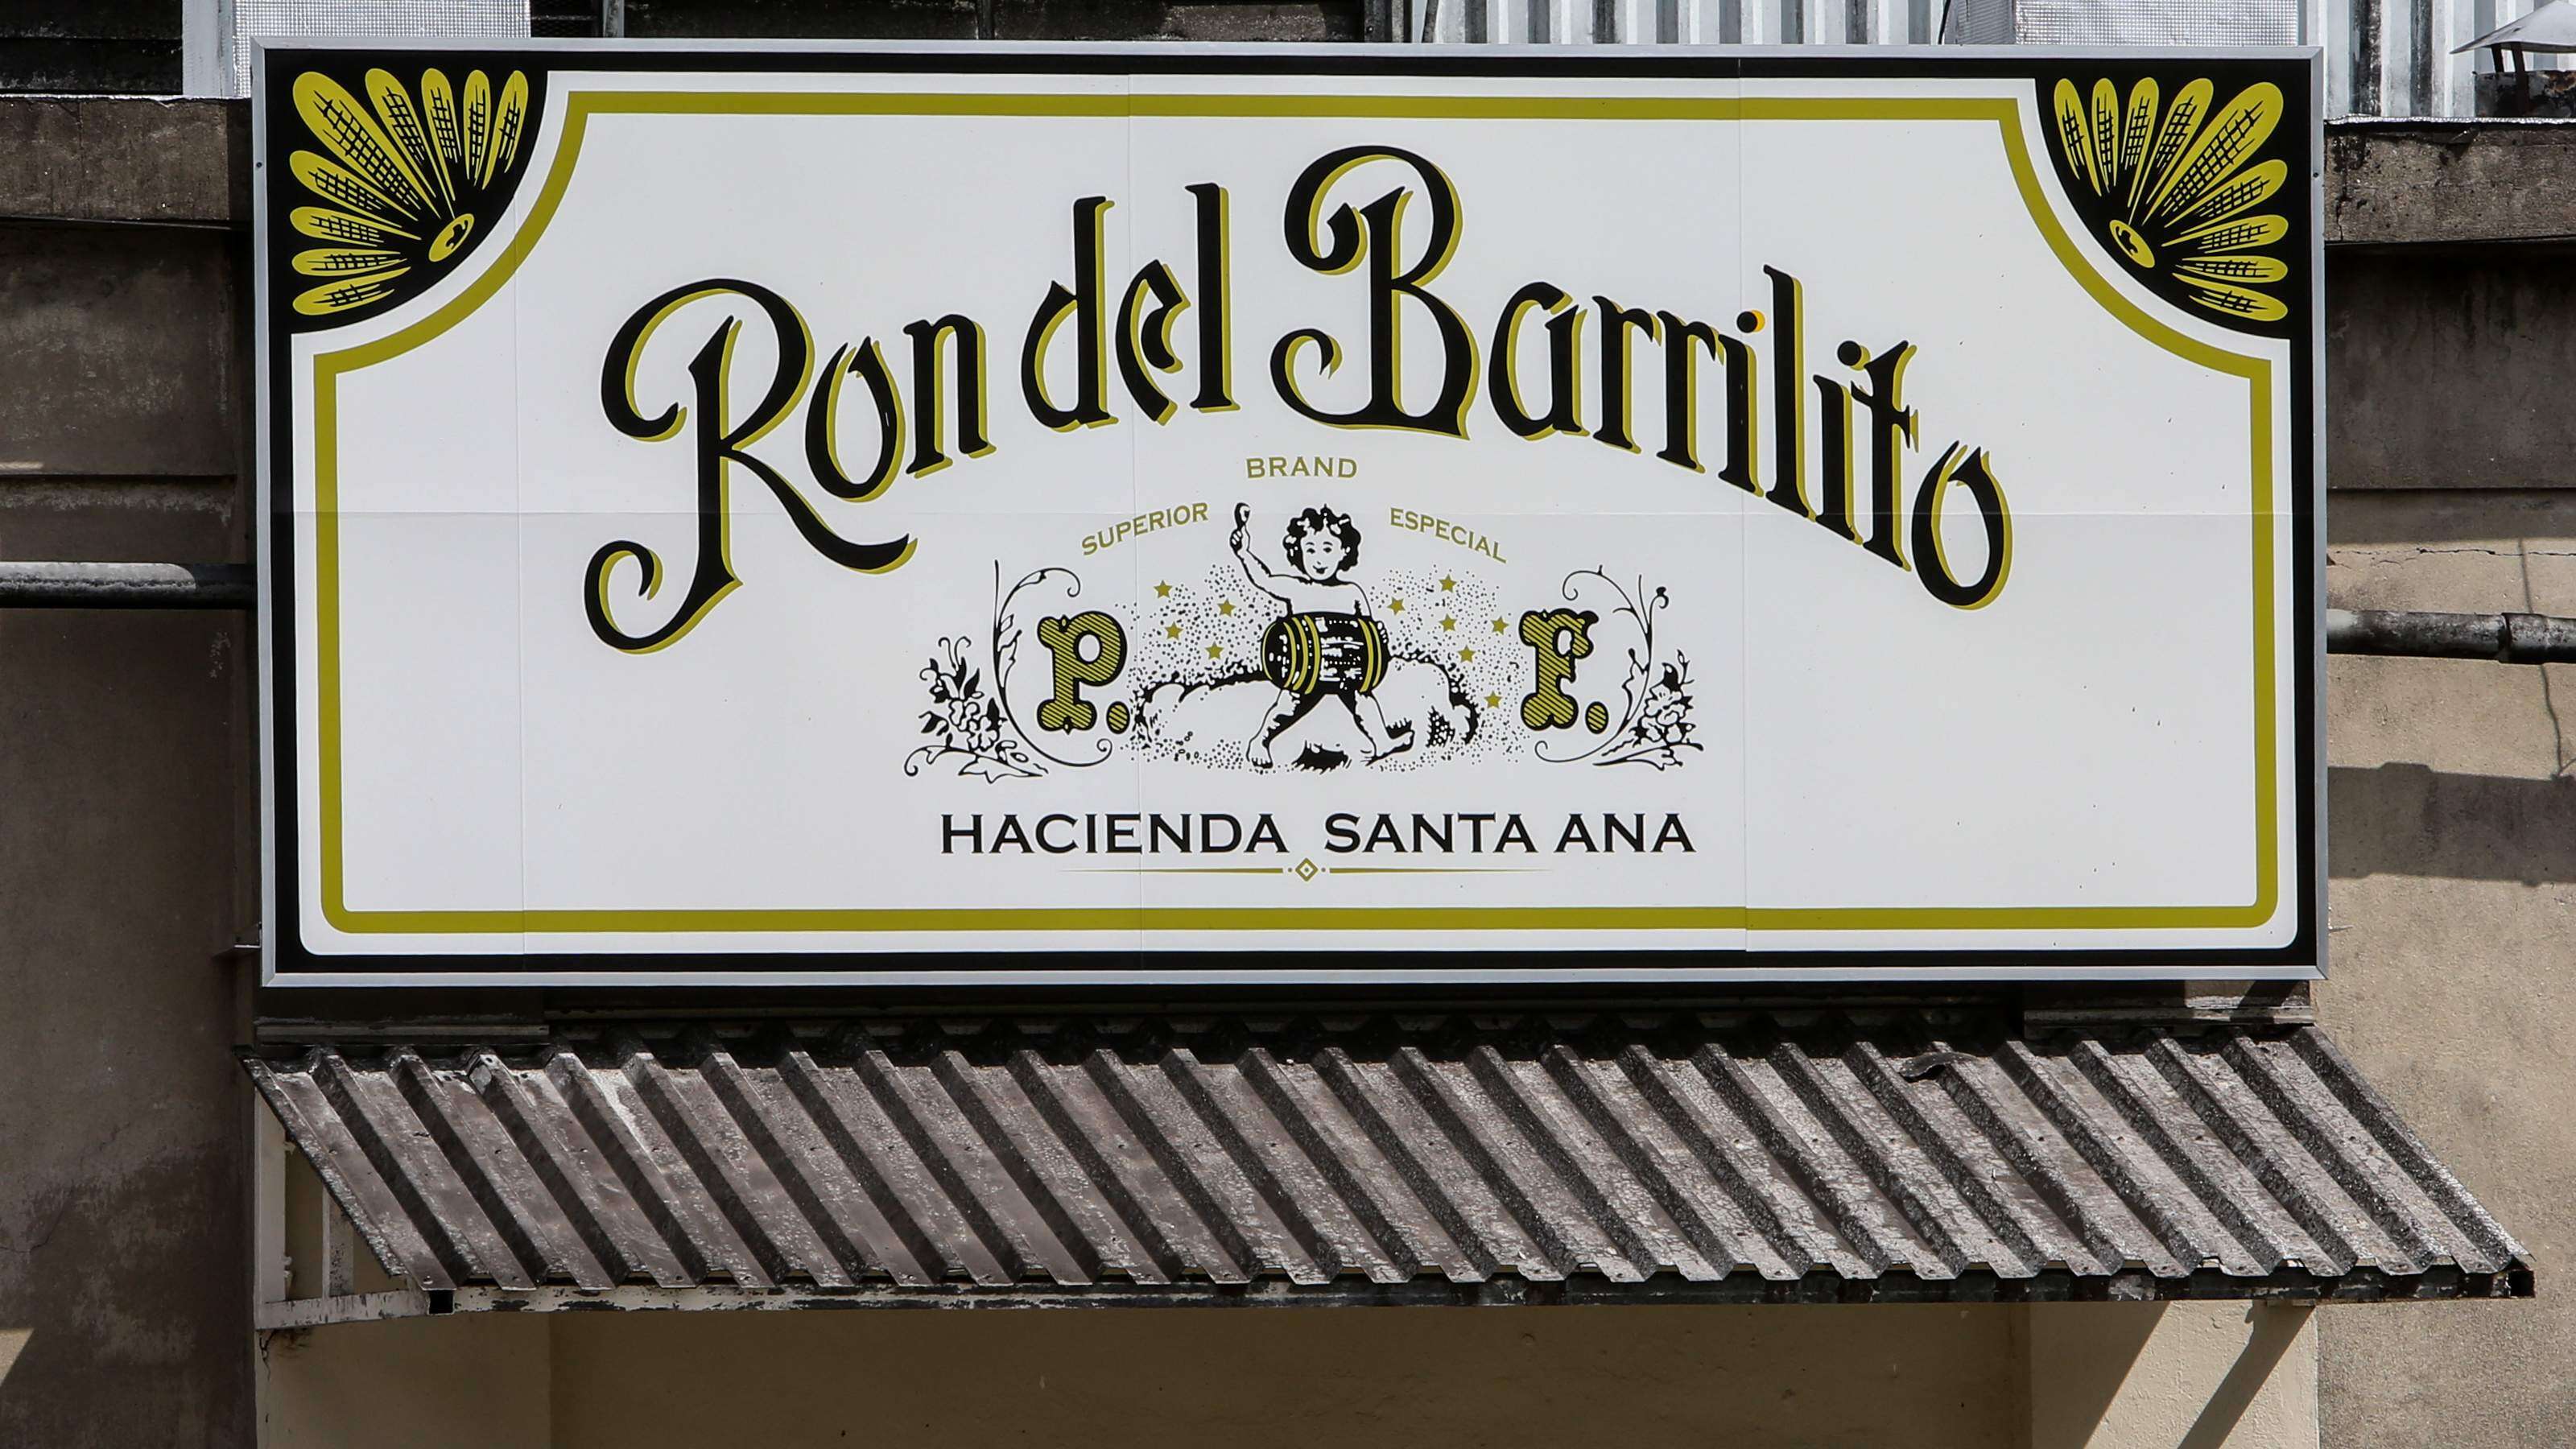 Ron del Barrilito
BRAND
SUPERIOR ESPECIAL
P. F.
HACIENDA SANTA ANA